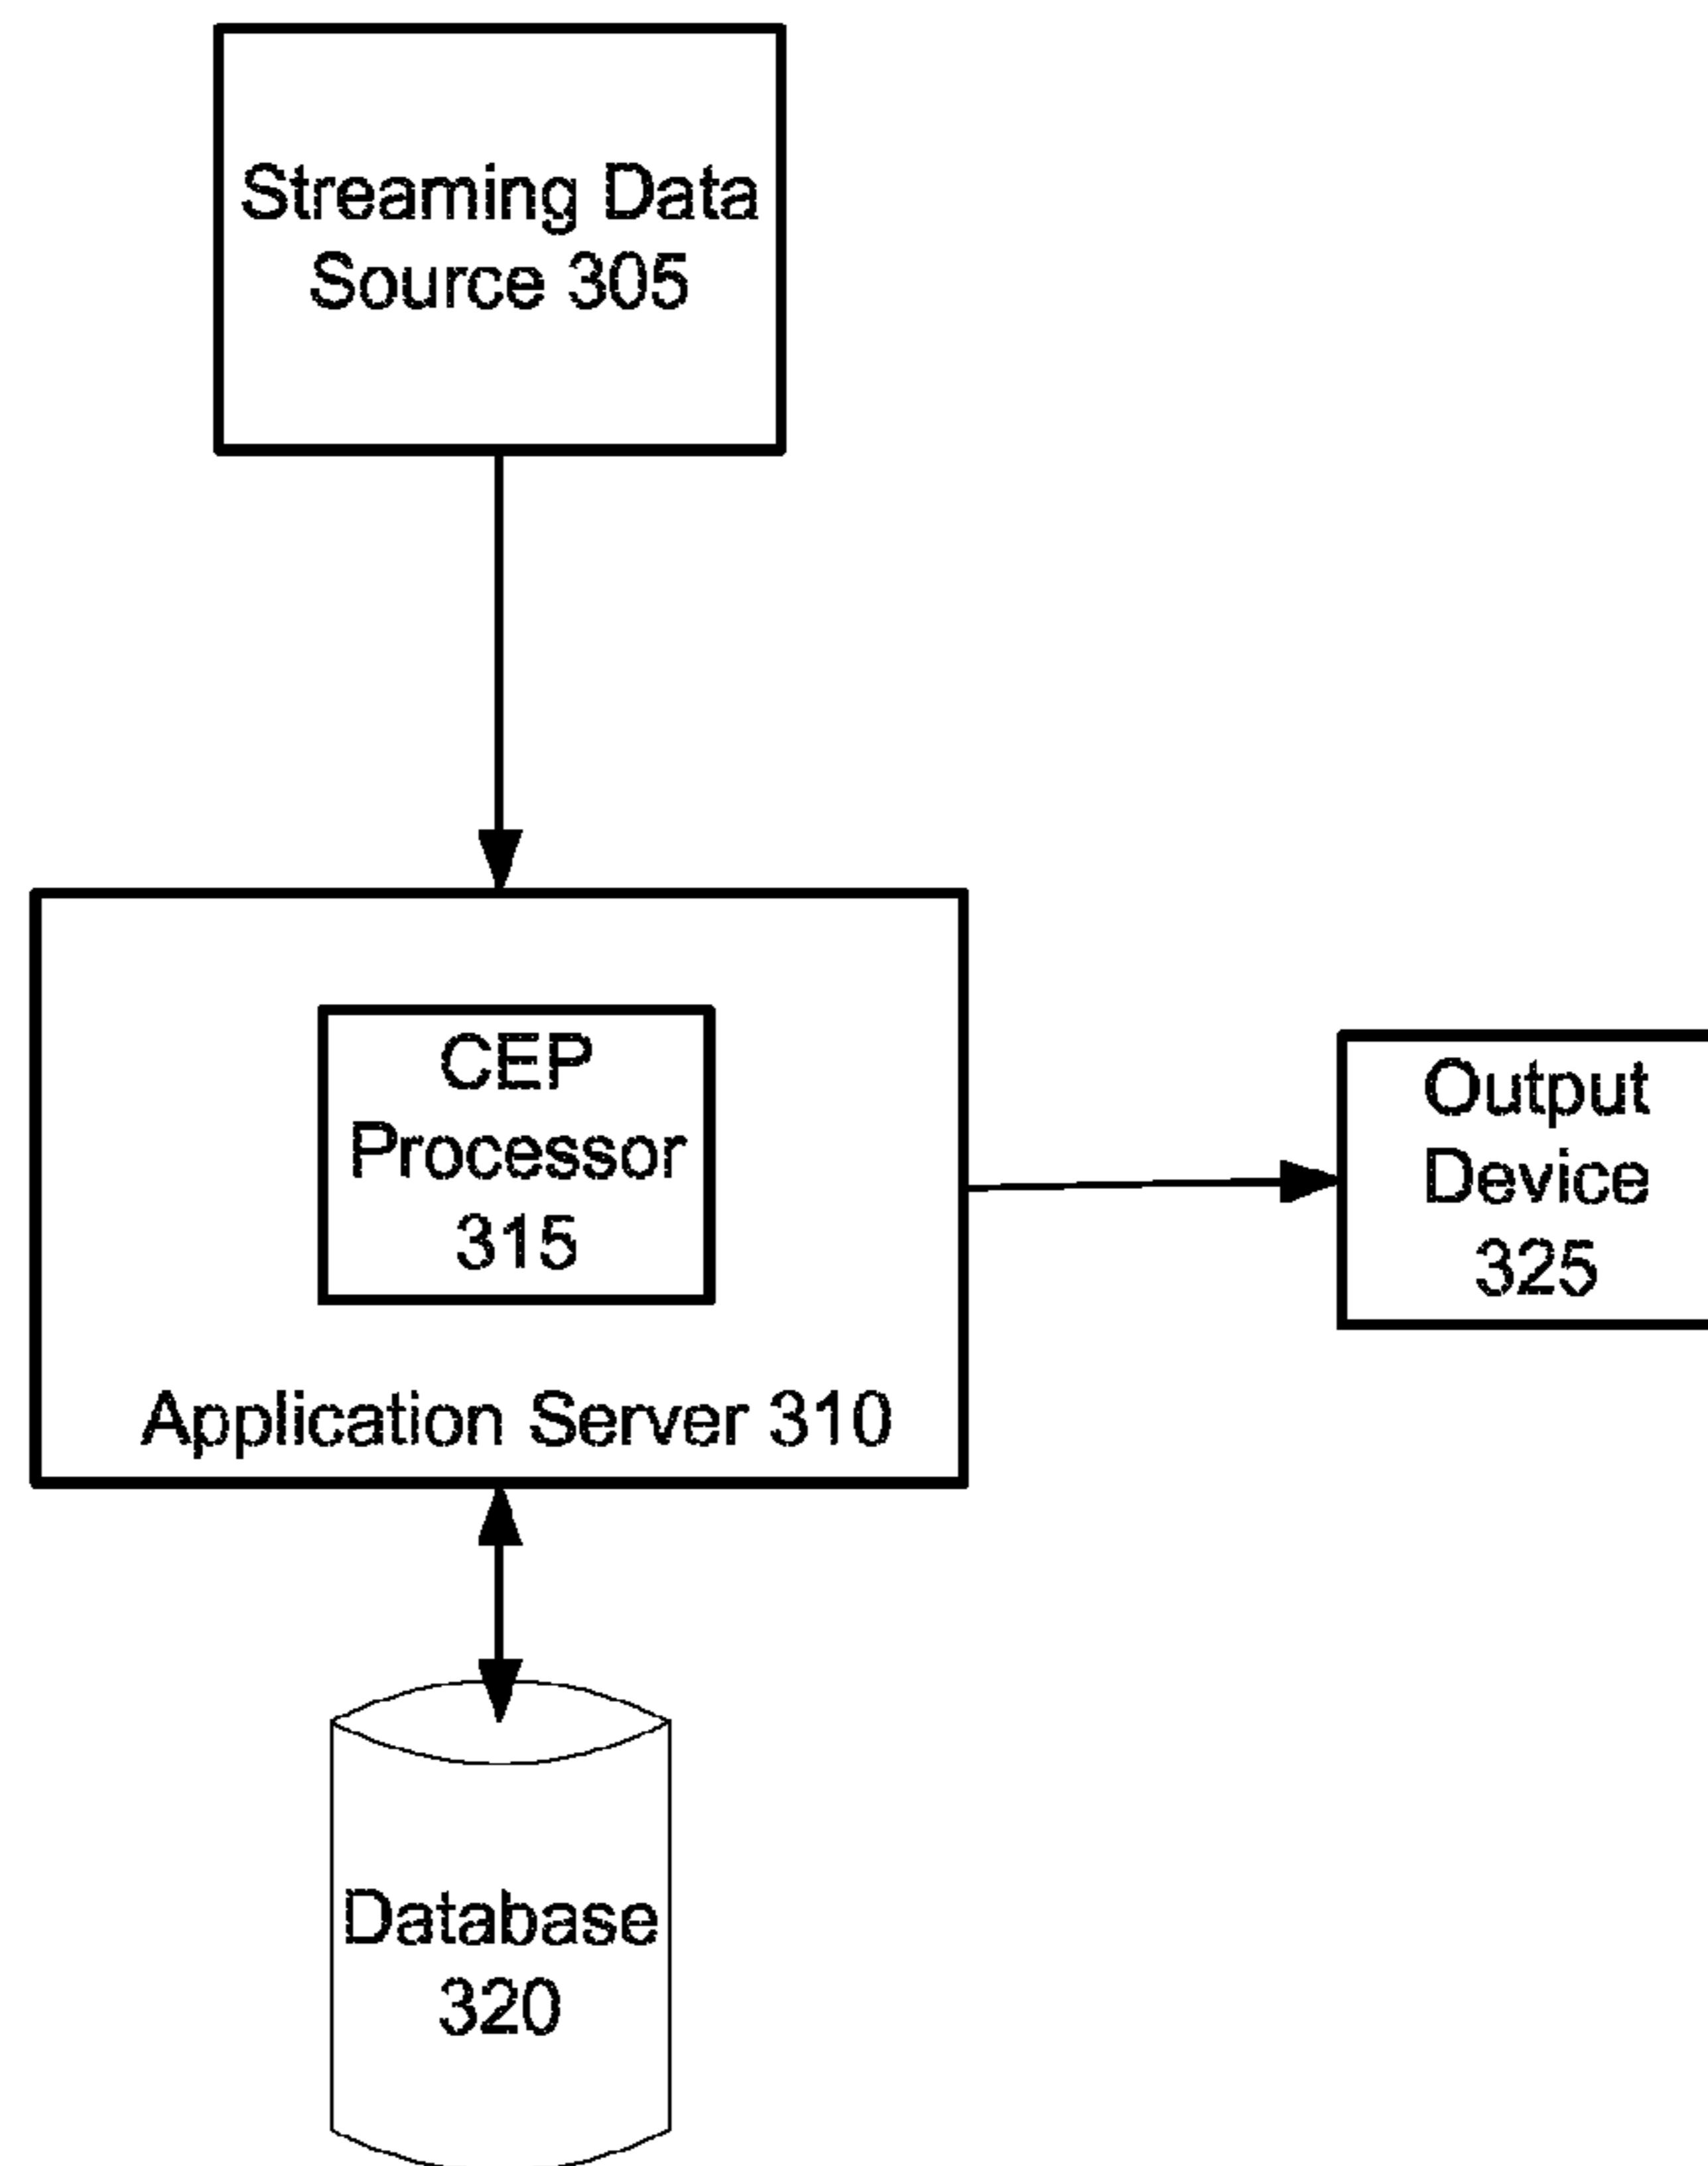 Streaming Data
Source 305
CEP
Processor
315
Application Server 310
Output
Device
325
Database
320